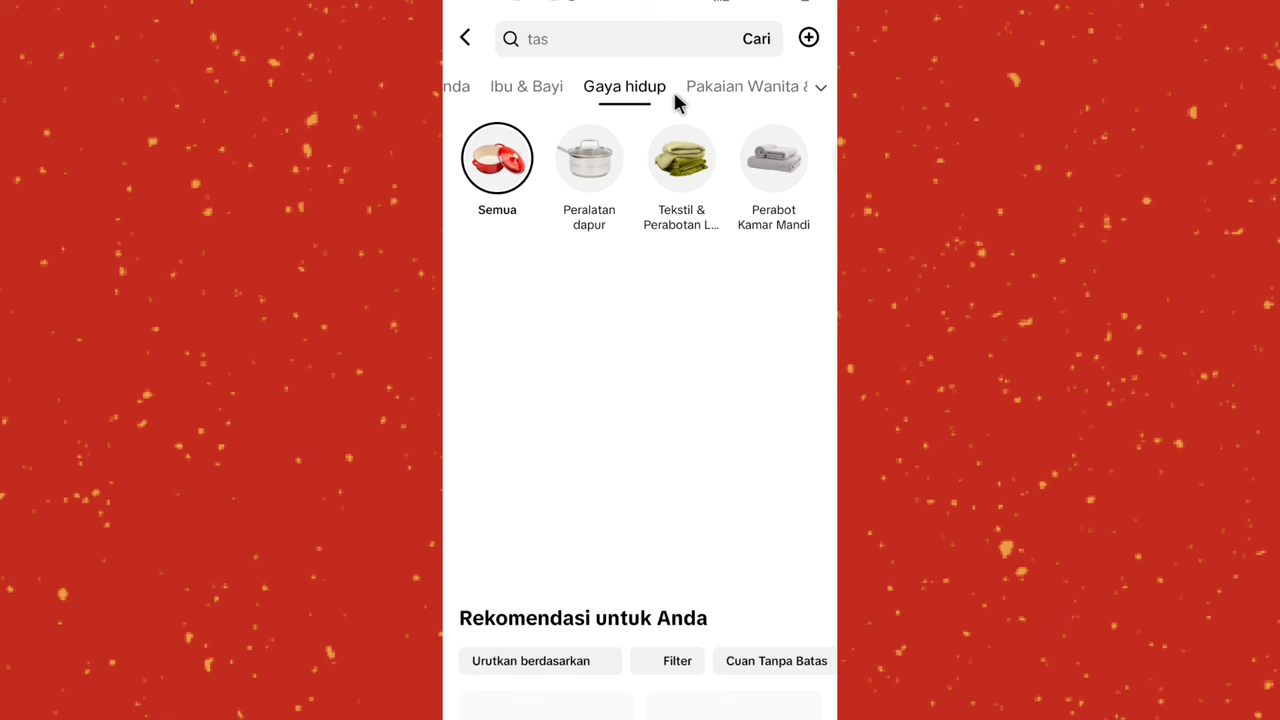 tas
Cari
nda
Ibu & Bayi
Gaya hidup
Pakaian Wanita &
Semua
Peralatan
dapur
Tekstil &
Perabotan L...
Perabot
Kamar Mandi
Rekomendasi untuk Anda
Urutkan berdasarkan
Filter
Cuan Tanpa Batas